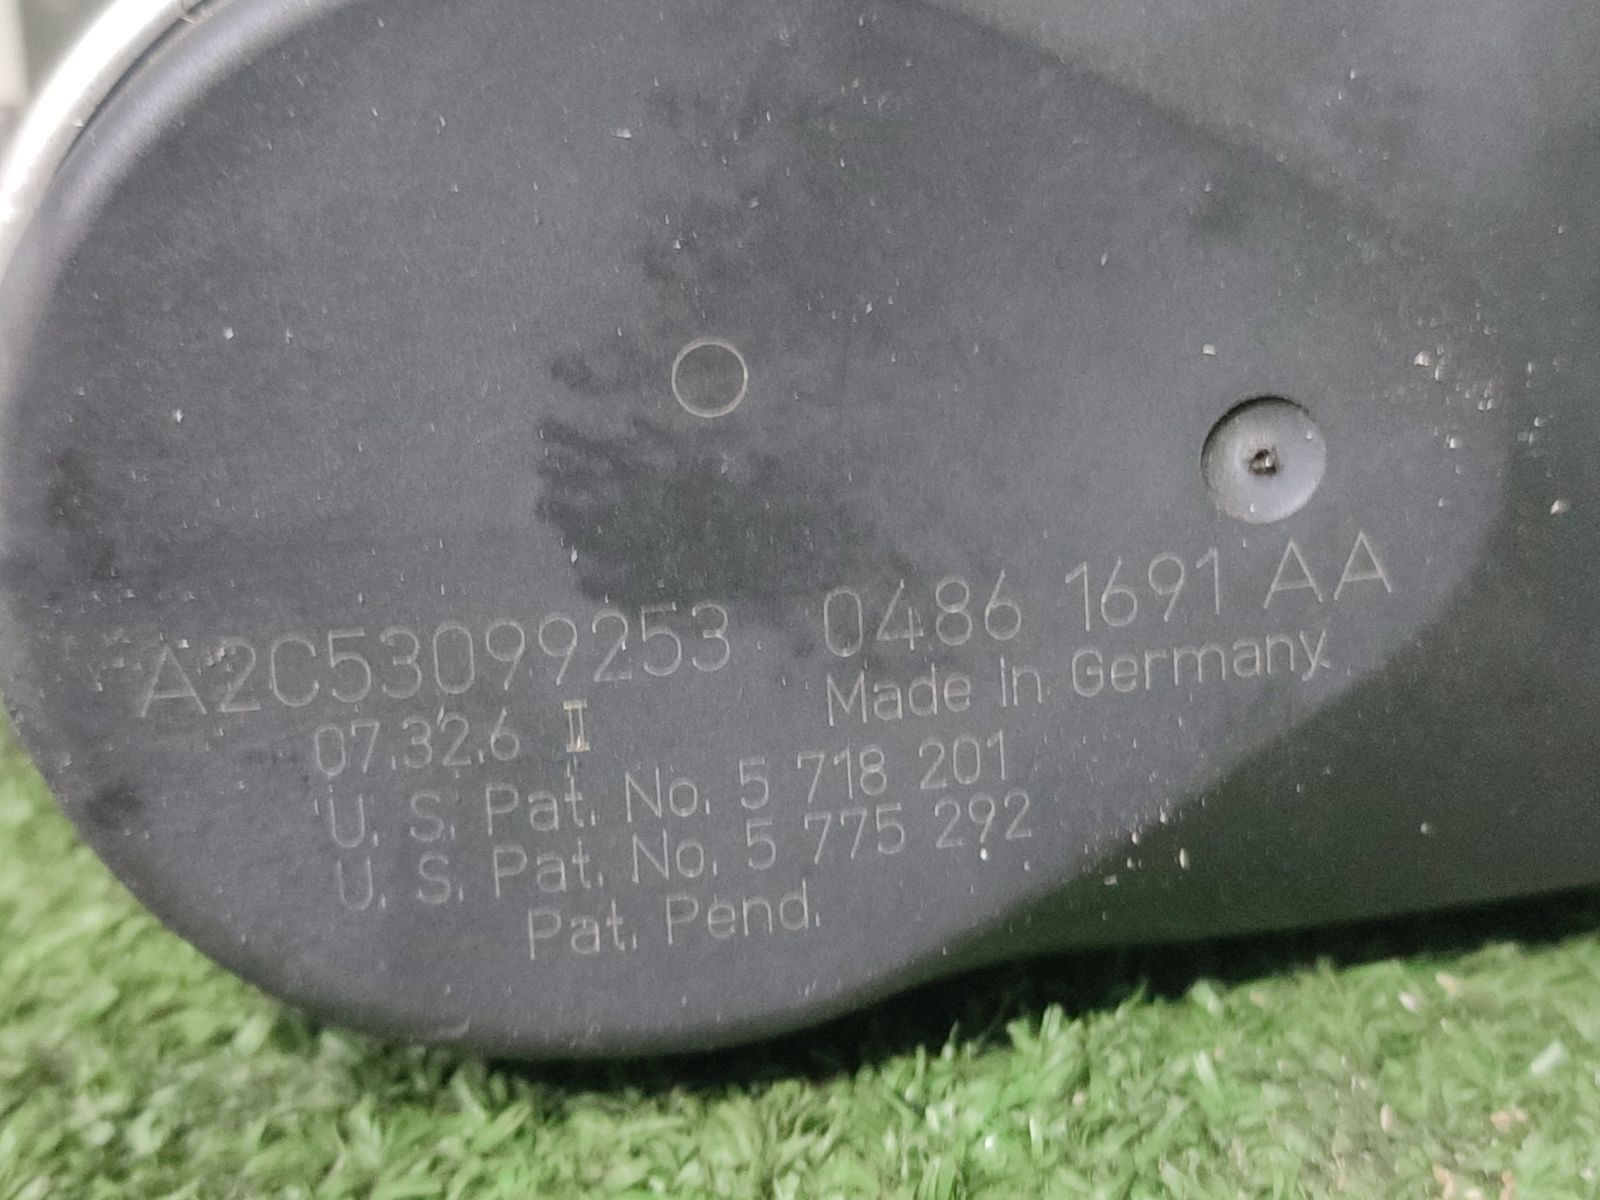 A2C53099253 0486 1691 AA
07.32.6 II Made in Germany
U. S. Pat. No. 5 718 201
U. S. Pat. No. 5 775 292
Pat. Pend.